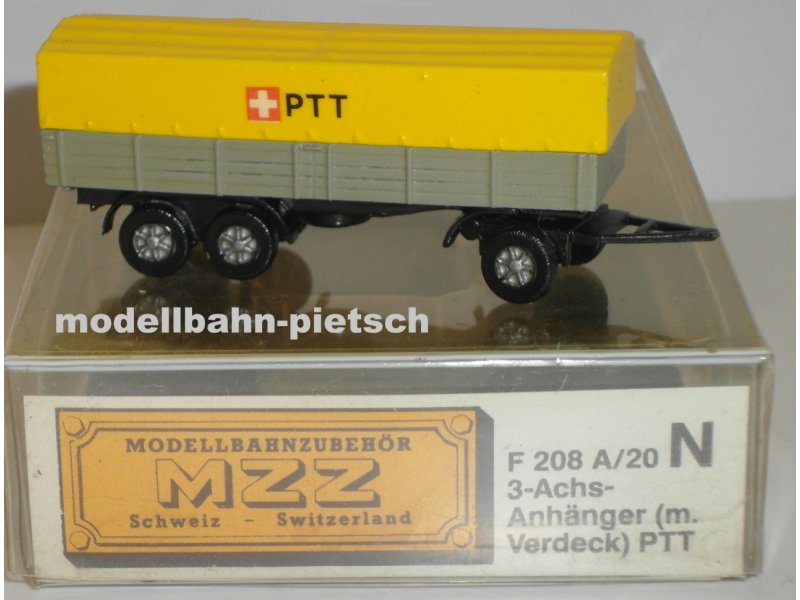 PTT
modellbahn-pietsch
MODELLBAHNZUBEHÖR
MZZ
Schweiz - Switzerland
F 208 A/20 N
3-Achs-
Anhänger (m.
Verdeck) PTT